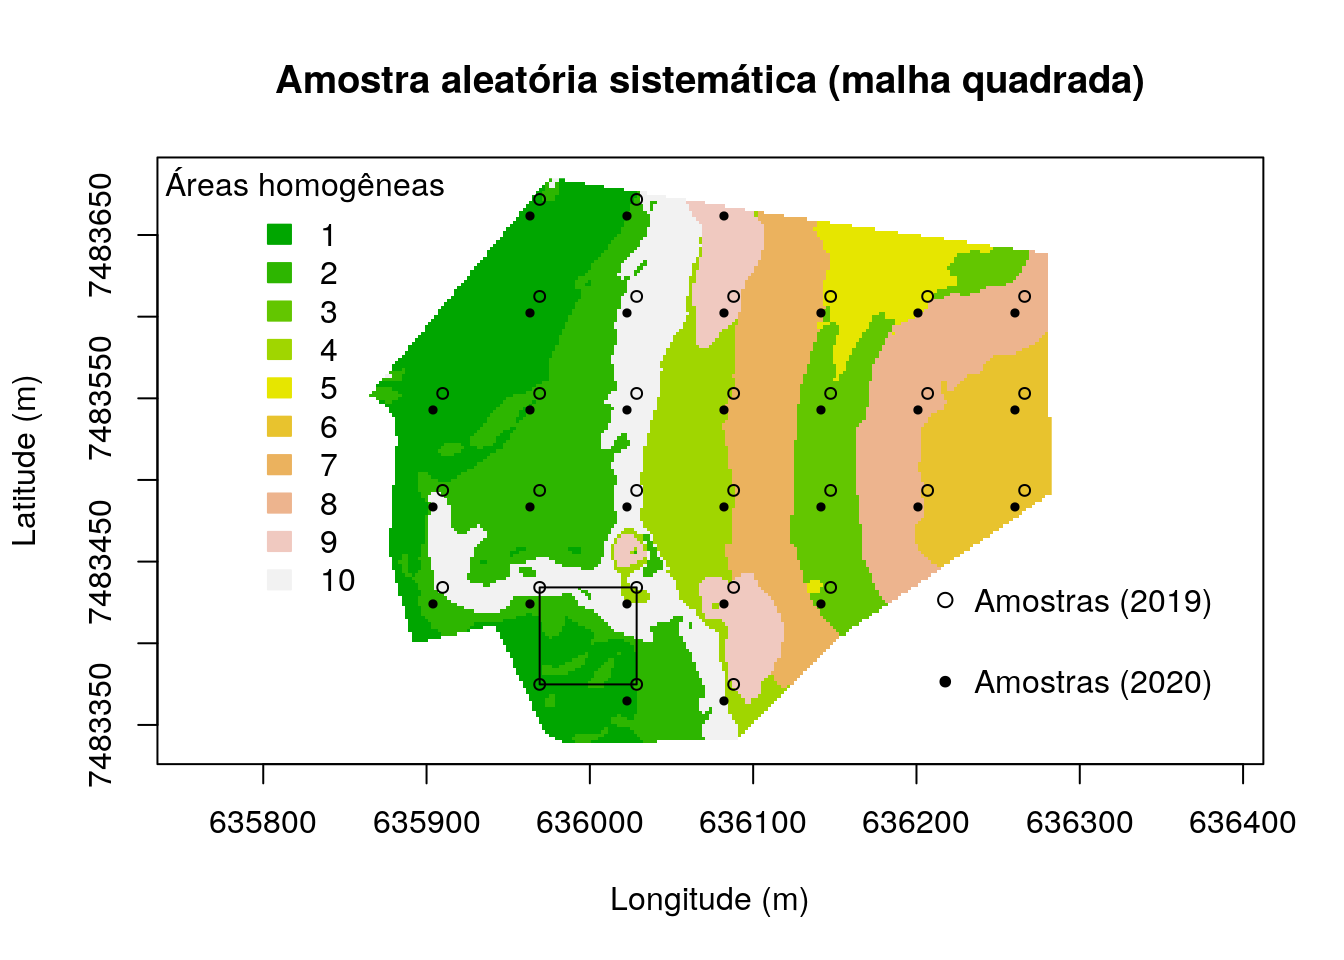 Amostra aleatória sistemática (malha quadrada)
Áreas homogêneas
1
2
3
4
5
6
7
8
9
10
Amostras (2019)
Amostras (2020)
7483650
7483550
7483450
7483350
Latitude (m)
635800 635900 636000 636100 636200 636300 636400
Longitude (m)